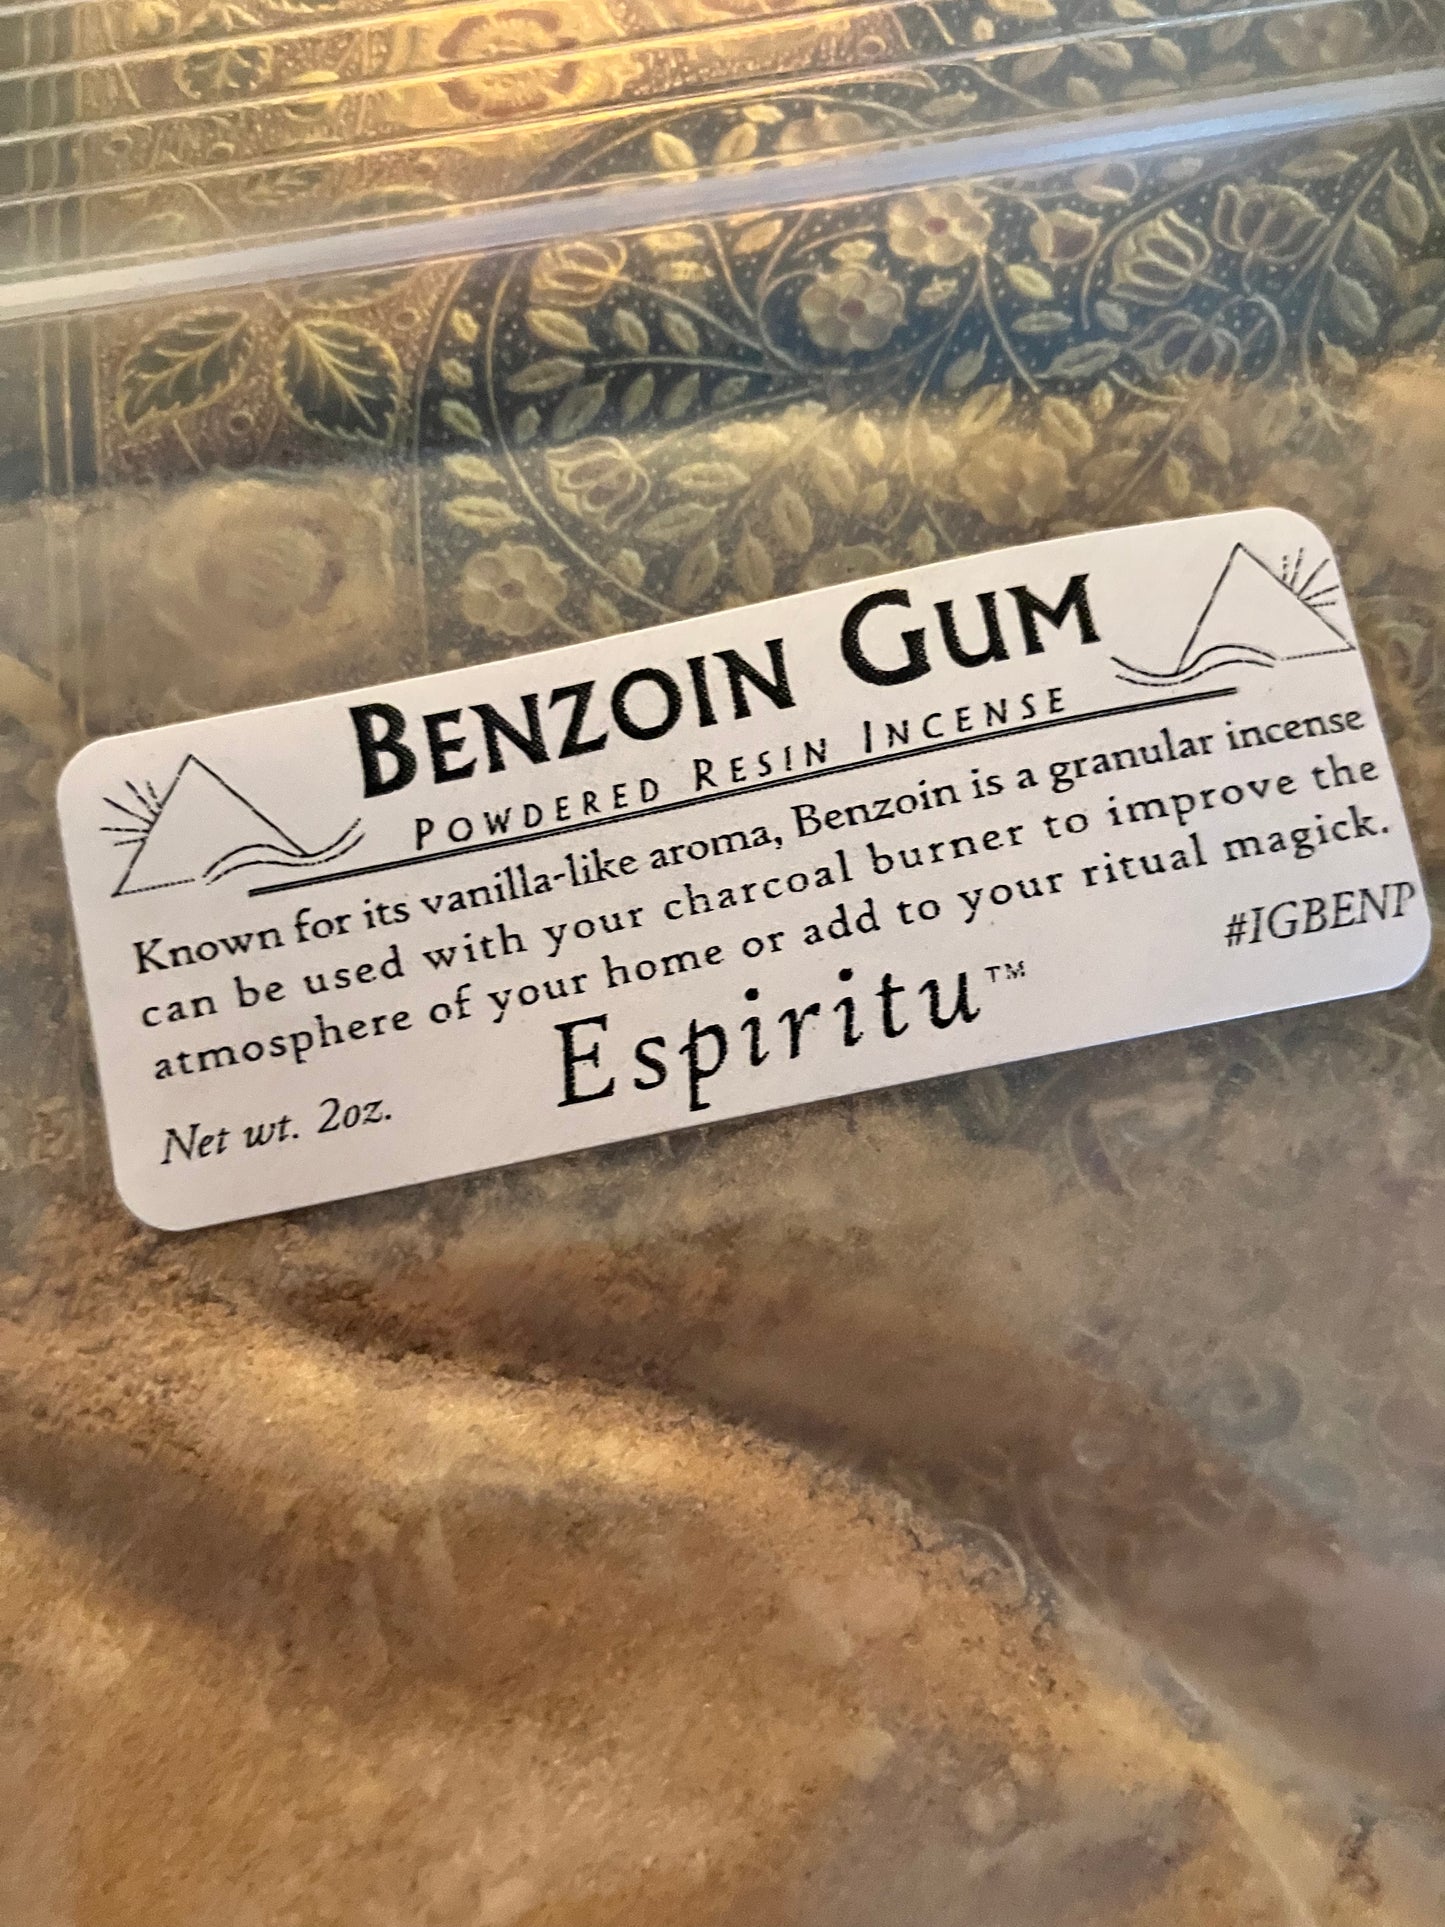 BENZOIN GUM
POWDERED RESIN INCENSE
Known for its vanilla-like aroma, Benzoin is a granular incense
can be used with your charcoal burner to improve the
atmosphere of your home or add to your ritual magick.
#IGBENP
Net wt. 2oz.
Espiritu™